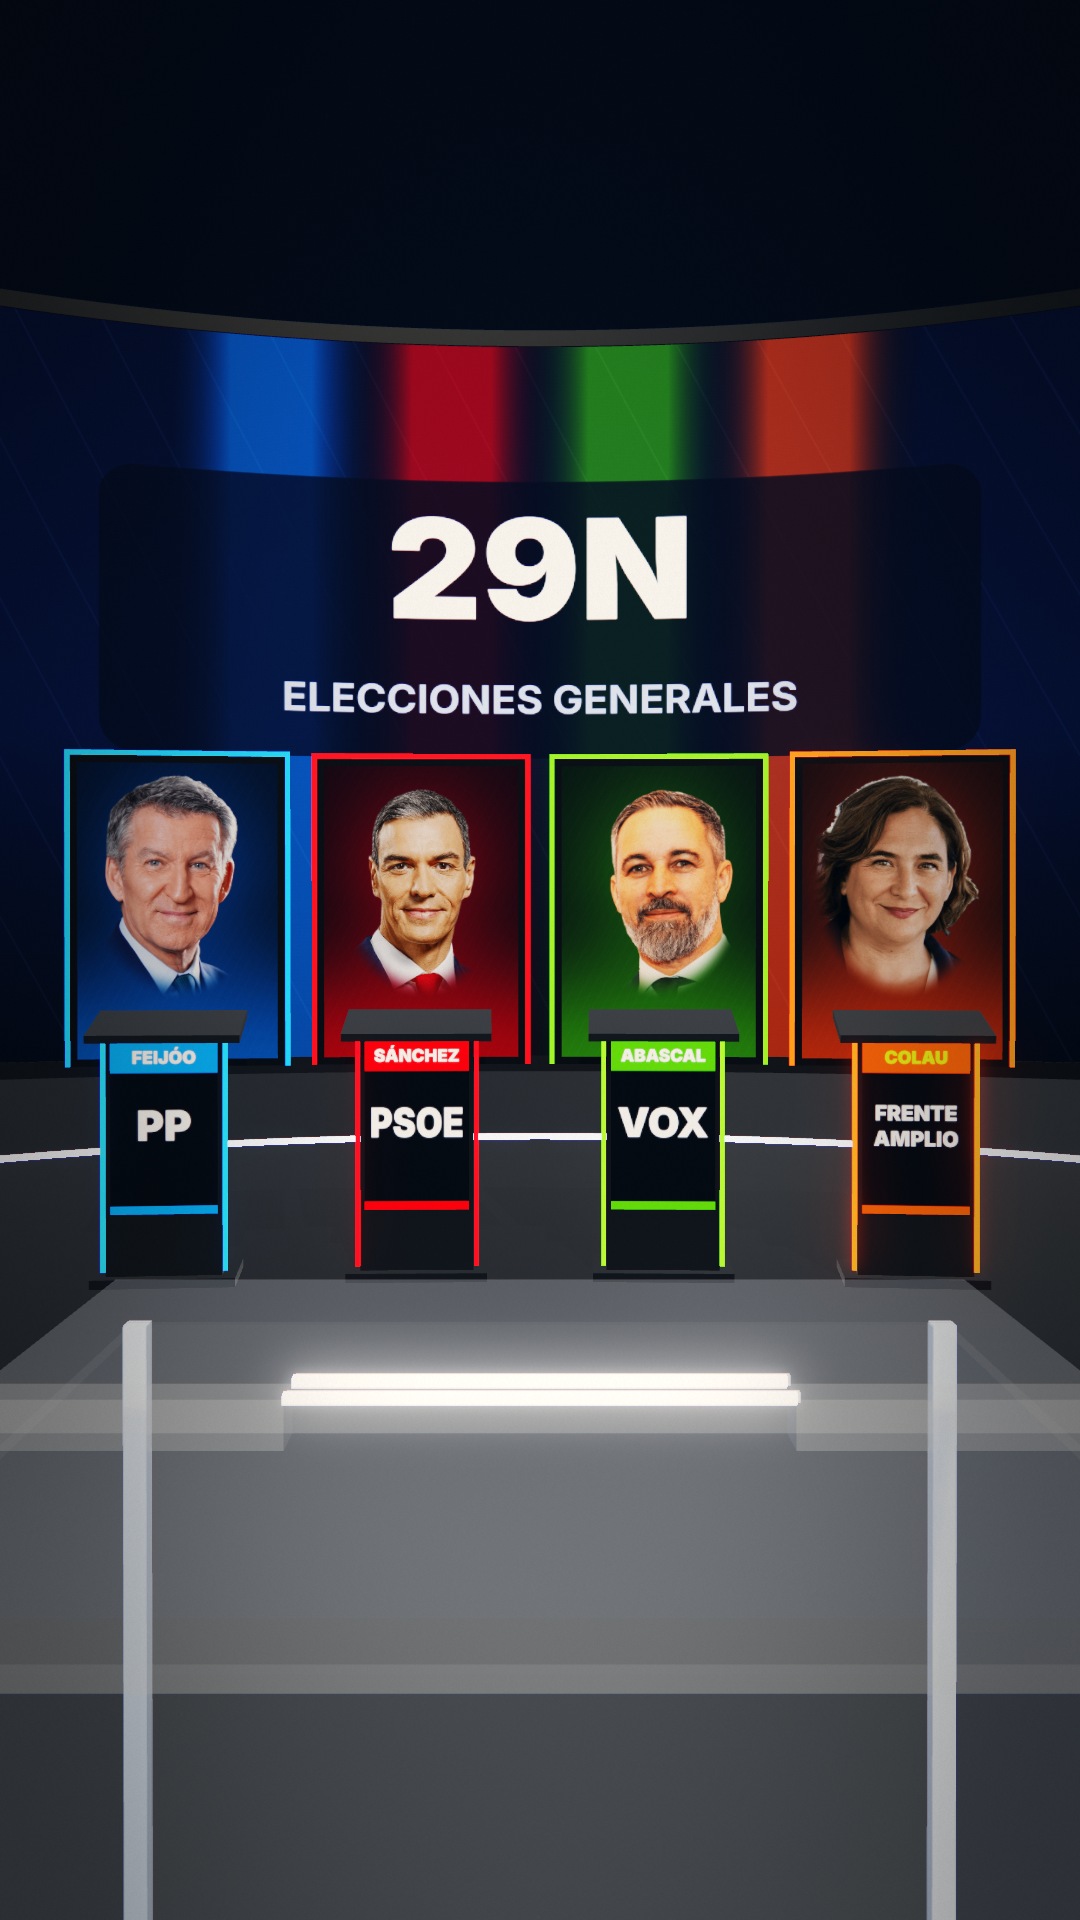 29N
ELECCIONES GENERALES
FEIJÓO
SÁNCHEZ
ABASCAL
COLAU
PP
PSOE
VOX
FRENTE
AMPLIO